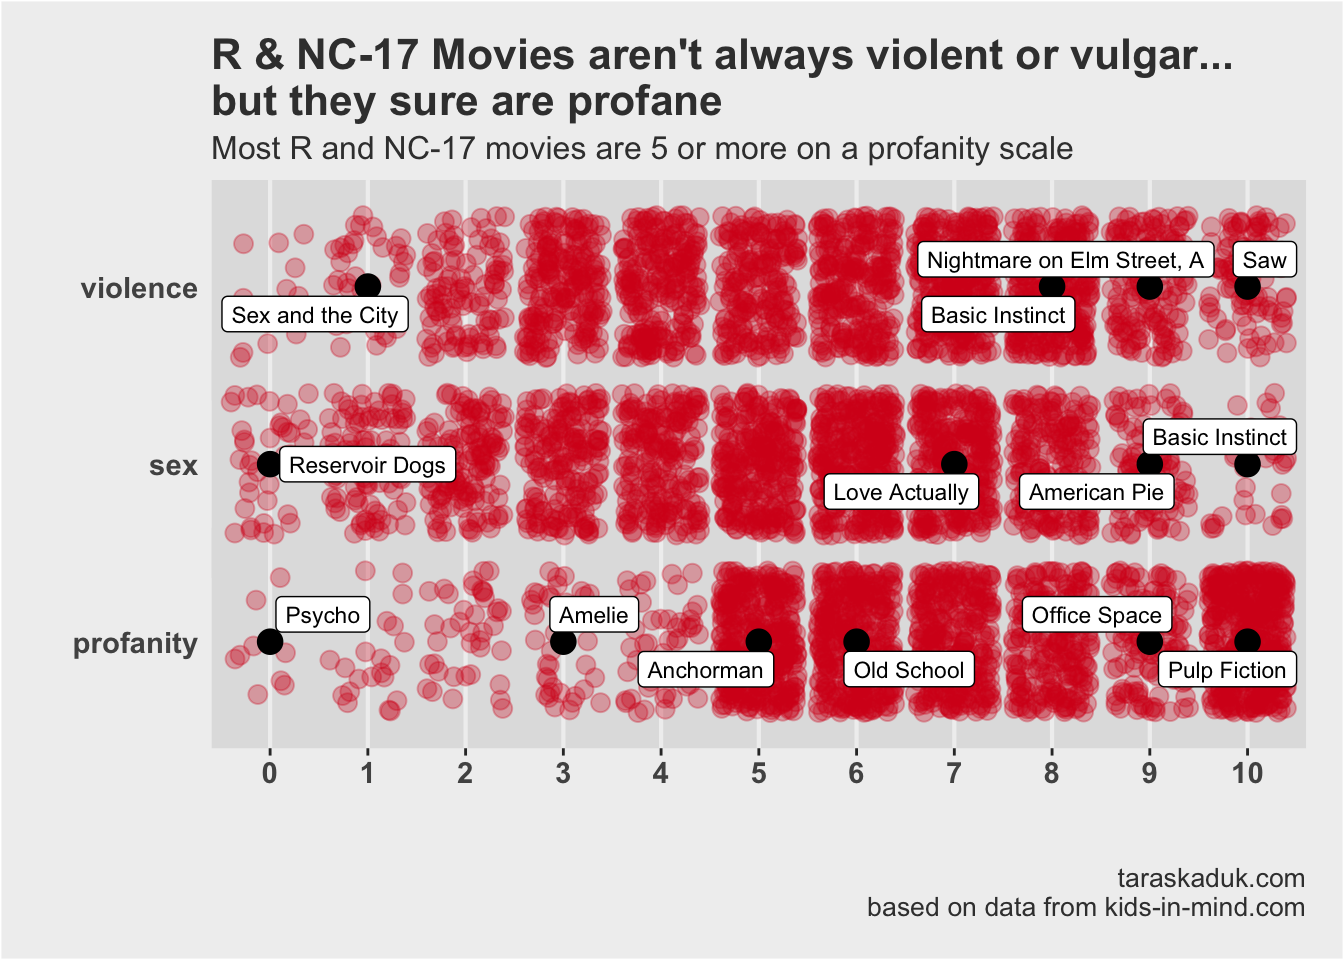 R & NC-17 Movies aren't always violent or vulgar...
but they sure are profane
Most R and NC-17 movies are 5 or more on a profanity scale
violence
Nightmare on Elm Street, A
Saw
Sex and the City
Basic Instinct
sex
Basic Instinct
Reservoir Dogs
Love Actually
American Pie
profanity
Psycho
Amelie
Office Space
Anchorman
Old School
Pulp Fiction
0 1 2 3 4 5 6 7 8 9 10
taraskaduk.com
based on data from kids-in-mind.com